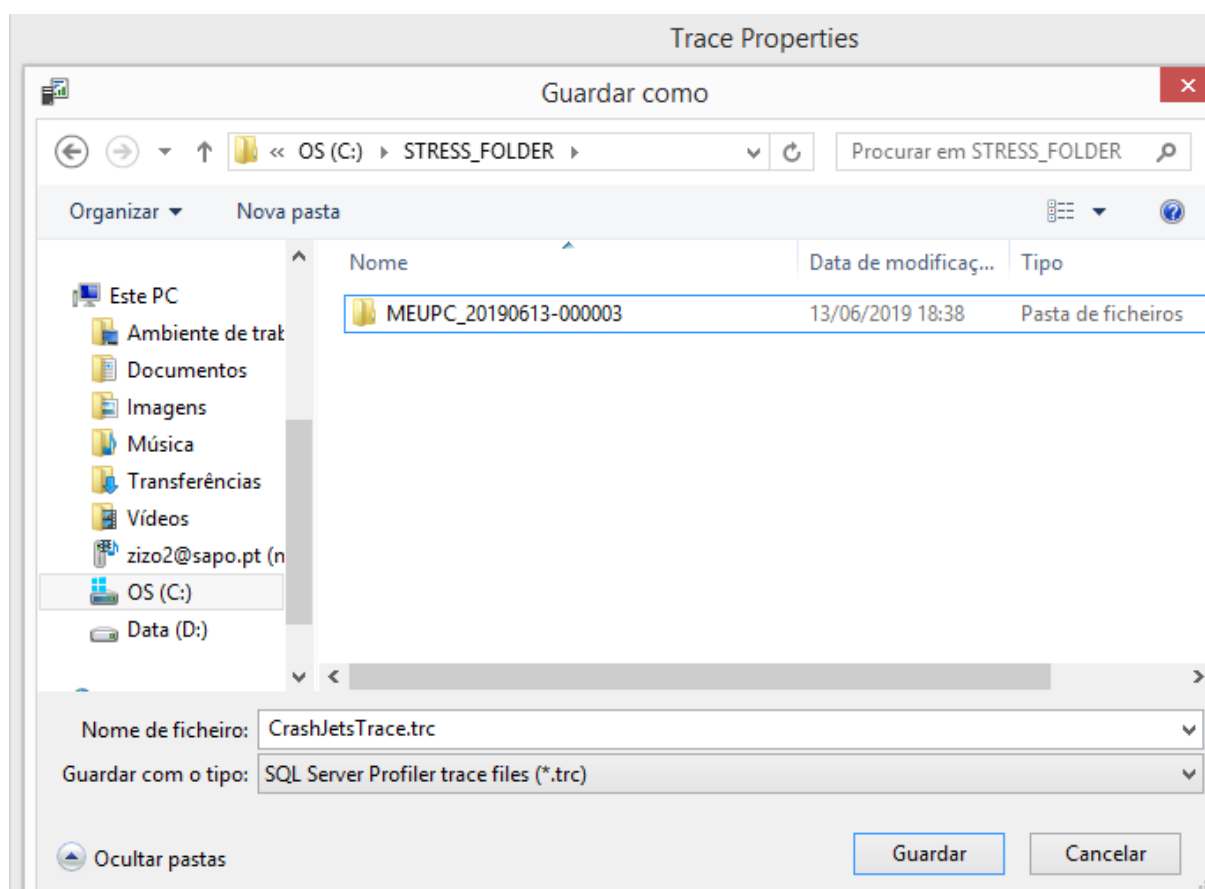 Trace Properties
Guardar como
« OS (C:) STRESS_FOLDER
Procurar em STRESS_FOLDER
Organizar Nova pasta
Nome Data de modificaç... Tipo
MEUPC_20190613-000003 13/06/2019 18:38 Pasta de ficheiros
Este PC
Ambiente de trab
Documentos
Imagens
Música
Transferências
Vídeos
zizo2@sapo.pt (n
OS (C:)
Data (D:)
Nome de ficheiro: CrashJetsTrace.trc
Guardar com o tipo: SQL Server Profiler trace files (*.trc)
Ocultar pastas Guardar Cancelar